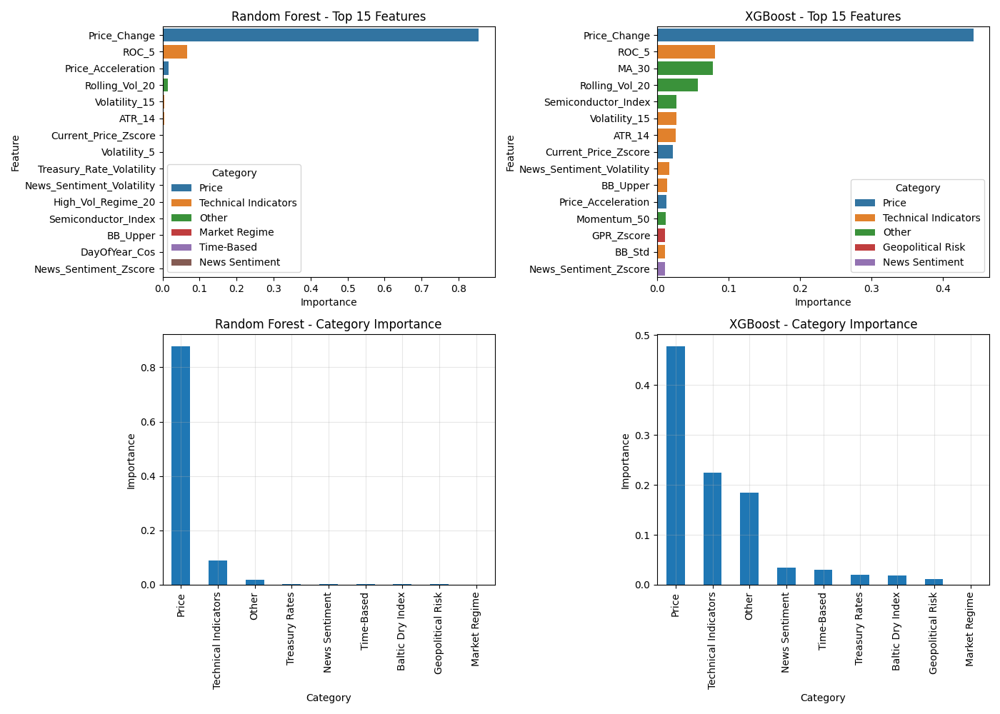 Random Forest - Top 15 Features
Feature
Price_Change
ROC_5
Price_Acceleration
Rolling_Vol_20
Volatility_15
ATR_14
Current_Price_Zscore
Volatility_5
Treasury_Rate_Volatility
News_Sentiment_Volatility
High_Vol_Regime_20
Semiconductor_Index
BB_Upper
DayOfYear_Cos
News_Sentiment_Zscore
Category
Price
Technical Indicators
Other
Market Regime
Time-Based
News Sentiment
0.0 0.1 0.2 0.3 0.4 0.5 0.6 0.7 0.8
Importance
XGBoost - Top 15 Features
Feature
Price_Change
ROC_5
MA_30
Rolling_Vol_20
Semiconductor_Index
Volatility_15
ATR_14
Current_Price_Zscore
News_Sentiment_Volatility
BB_Upper
Price_Acceleration
Momentum_50
GPR_Zscore
BB_Std
News_Sentiment_Zscore
Category
Price
Technical Indicators
Other
Geopolitical Risk
News Sentiment
0.0 0.1 0.2 0.3 0.4
Importance
Random Forest - Category Importance
Importance
0.8
0.6
0.4
0.2
0.0
Price
Technical Indicators
Other
Treasury Rates
News Sentiment
Time-Based
Baltic Dry Index
Geopolitical Risk
Market Regime
Category
XGBoost - Category Importance
Importance
0.5
0.4
0.3
0.2
0.1
0.0
Price
Technical Indicators
Other
News Sentiment
Time-Based
Treasury Rates
Baltic Dry Index
Geopolitical Risk
Market Regime
Category